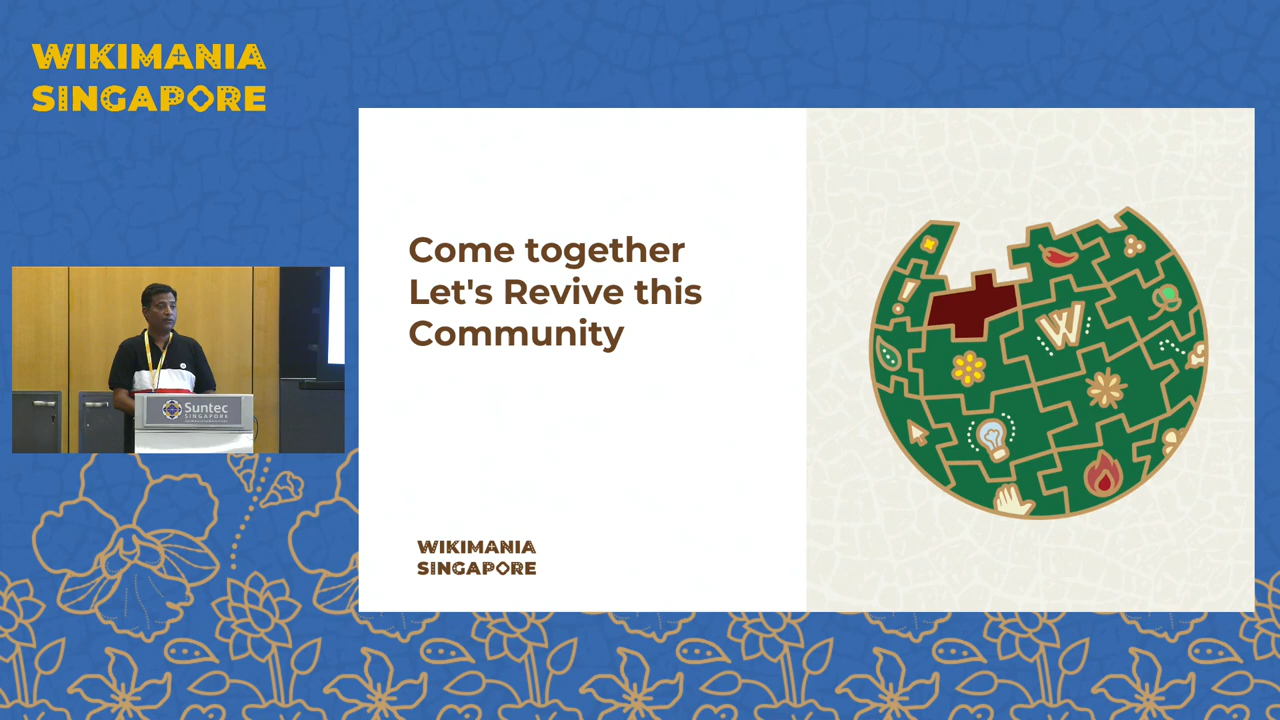 WIKIMANIA
SINGAPORE
Come together
Let's Revive this
Community
W
Suntec
SINGAPORE
WIKIMANIA
SINGAPORE